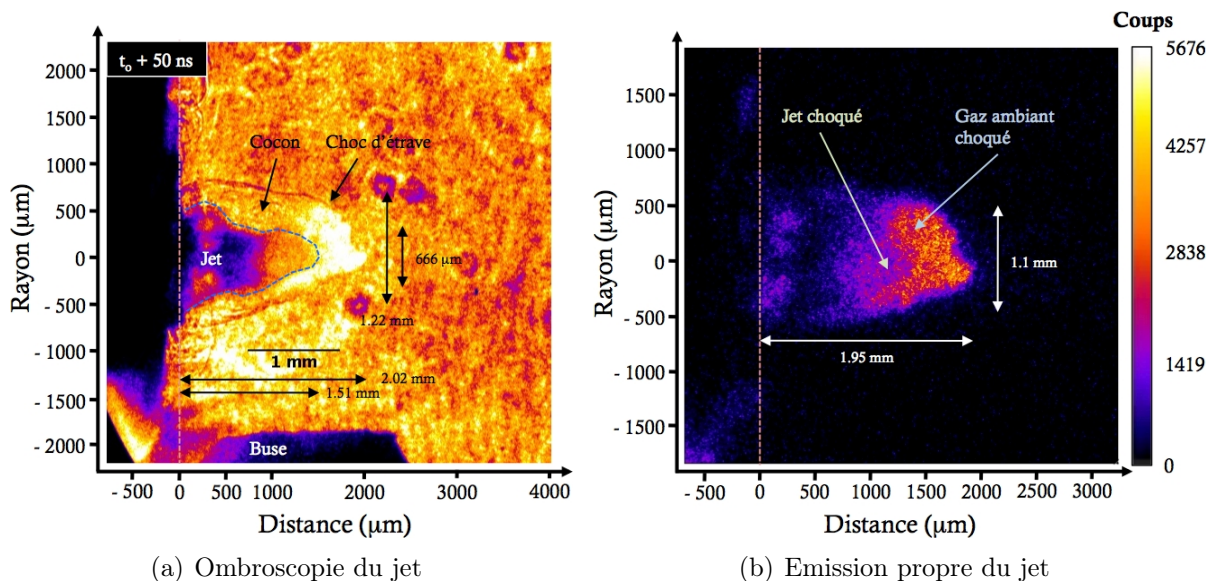 t₀ + 50 ns
Cocon
Choc d'étrave
Jet
666 µm
1.22 mm
1 mm
2.02 mm
1.51 mm
Buse
Rayon (µm)
2000
1500
1000
500
0
- 500
- 1000
- 1500
- 2000
- 500 0 1000 2000 3000 4000
Distance (µm)
(a) Ombroscopie du jet
Coups
5676
4257
2838
1419
0
Jet choqué
Gaz ambiant
choqué
1.1 mm
1.95 mm
Rayon (µm)
1500
1000
500
0
- 500
- 1000
- 1500
- 500 0 500 1000 1500 2000 2500 3000
Distance (µm)
(b) Emission propre du jet